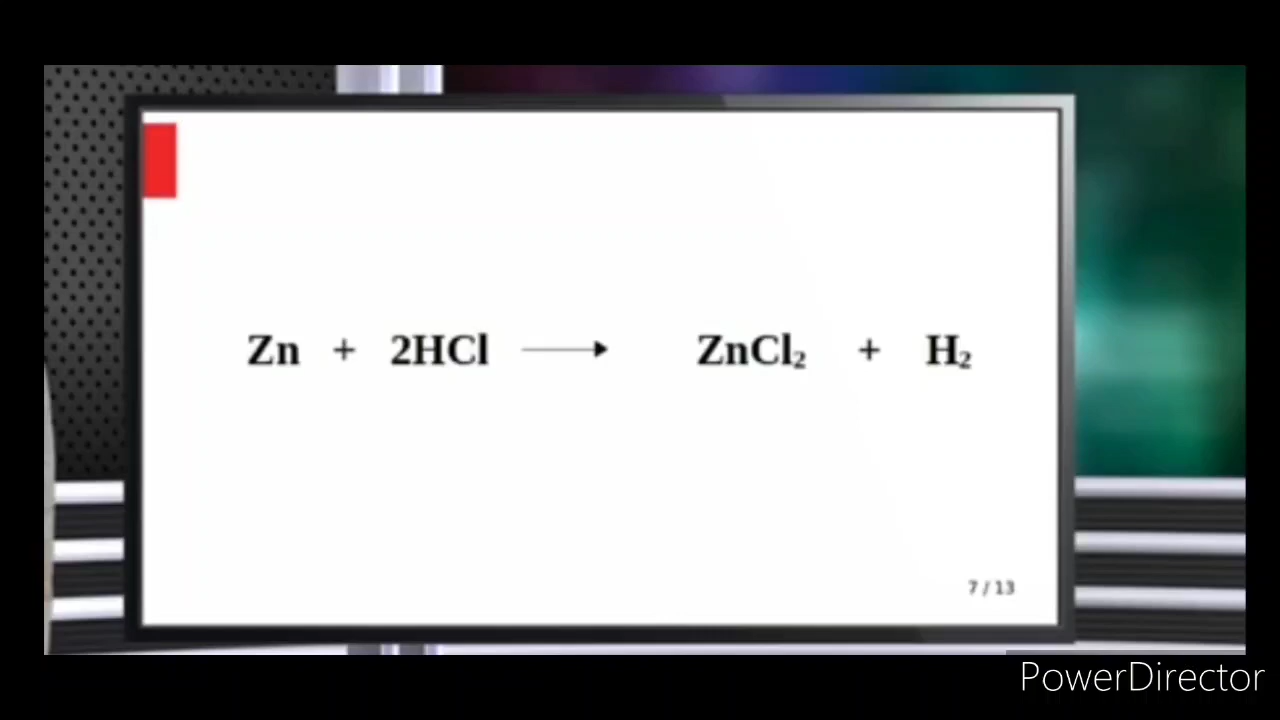 Zn + 2HCl ⟶ ZnCl₂ + H₂
7 / 13
PowerDirector